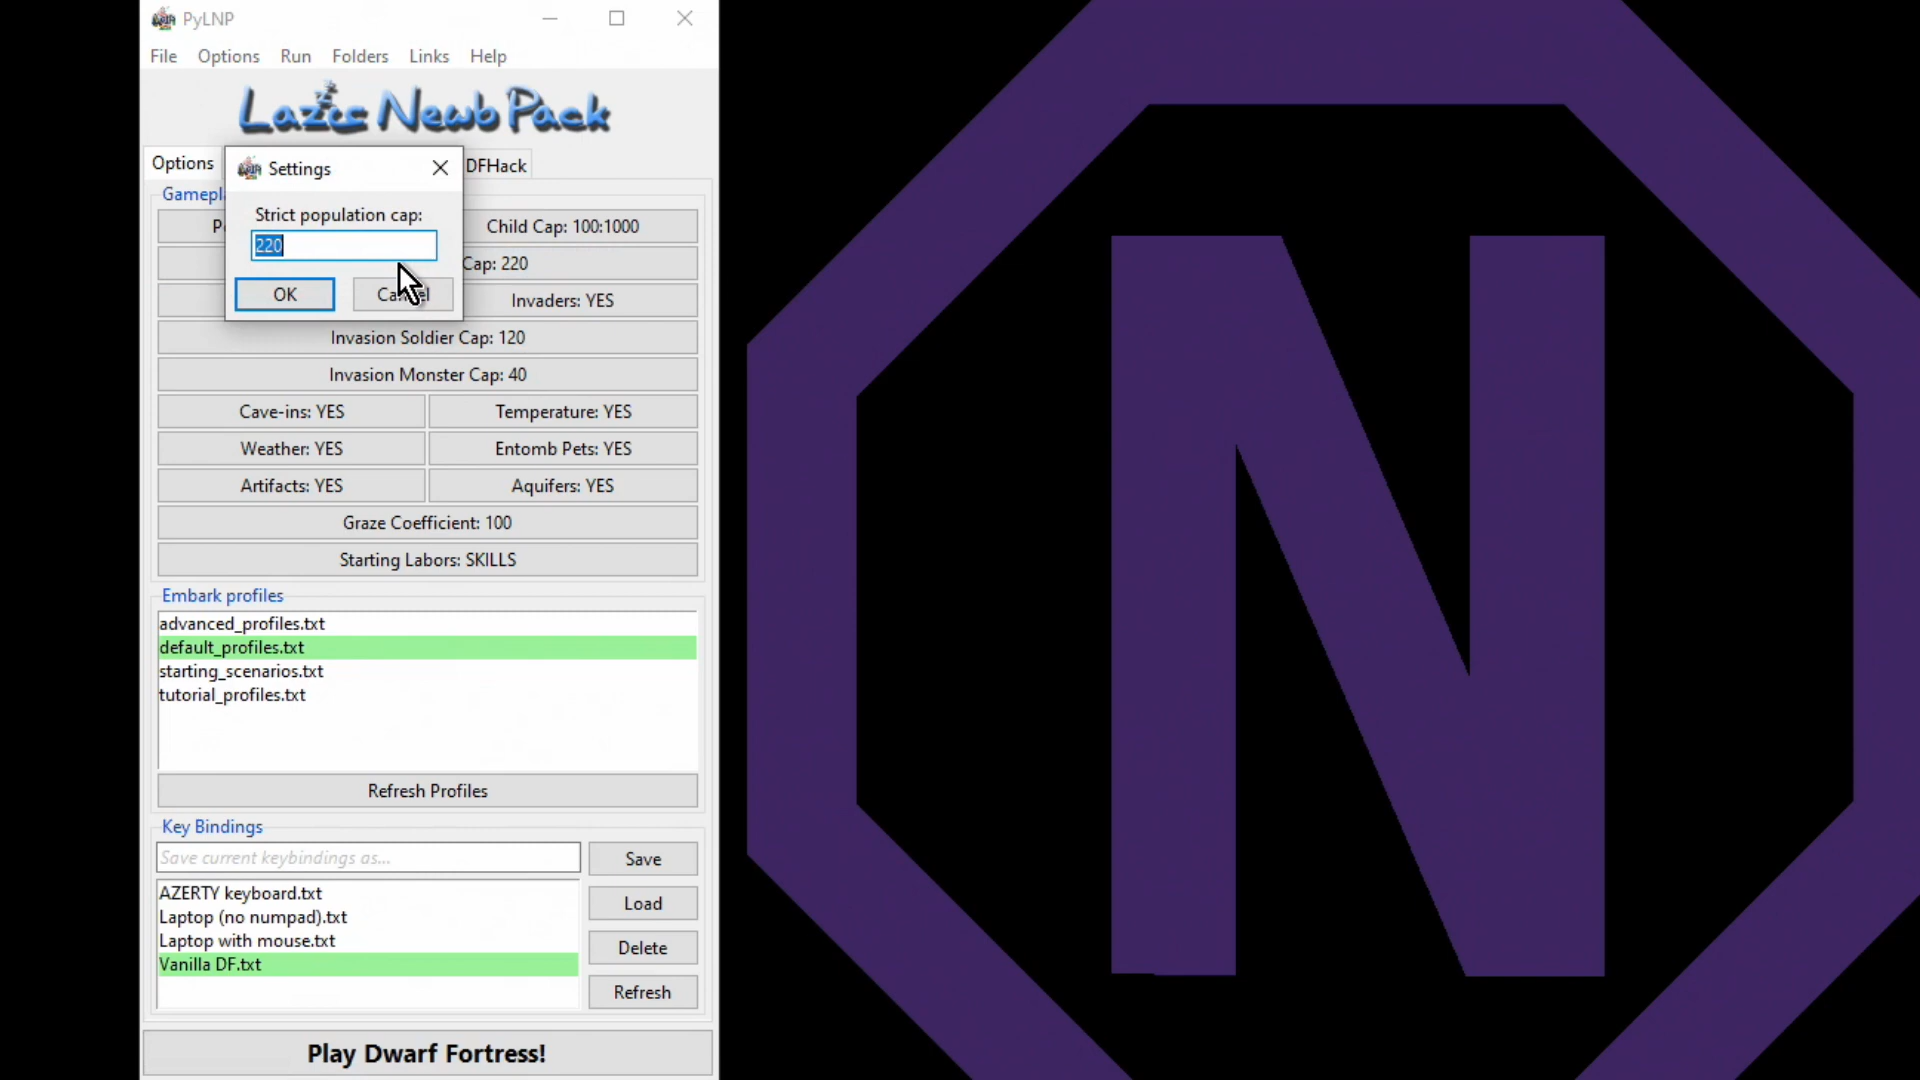 PyLNP
File Options Run Folders Links Help
Lazy Newb Pack
Options DFHack
Settings
Strict population cap:
220
OK
Gamepla
P
Child Cap: 100:1000
Cap: 220
Invaders: YES
Invasion Soldier Cap: 120
Invasion Monster Cap: 40
Cave-ins: YES Temperature: YES
Weather: YES Entomb Pets: YES
Artifacts: YES Aquifers: YES
Graze Coefficient: 100
Starting Labors: SKILLS
Embark profiles
advanced_profiles.txt
default_profiles.txt
starting_scenarios.txt
tutorial_profiles.txt
Refresh Profiles
Key Bindings
Save current keybindings as... Save
AZERTY keyboard.txt
Laptop (no numpad).txt
Laptop with mouse.txt
Vanilla DF.txt
Load
Delete
Refresh
Play Dwarf Fortress!
N